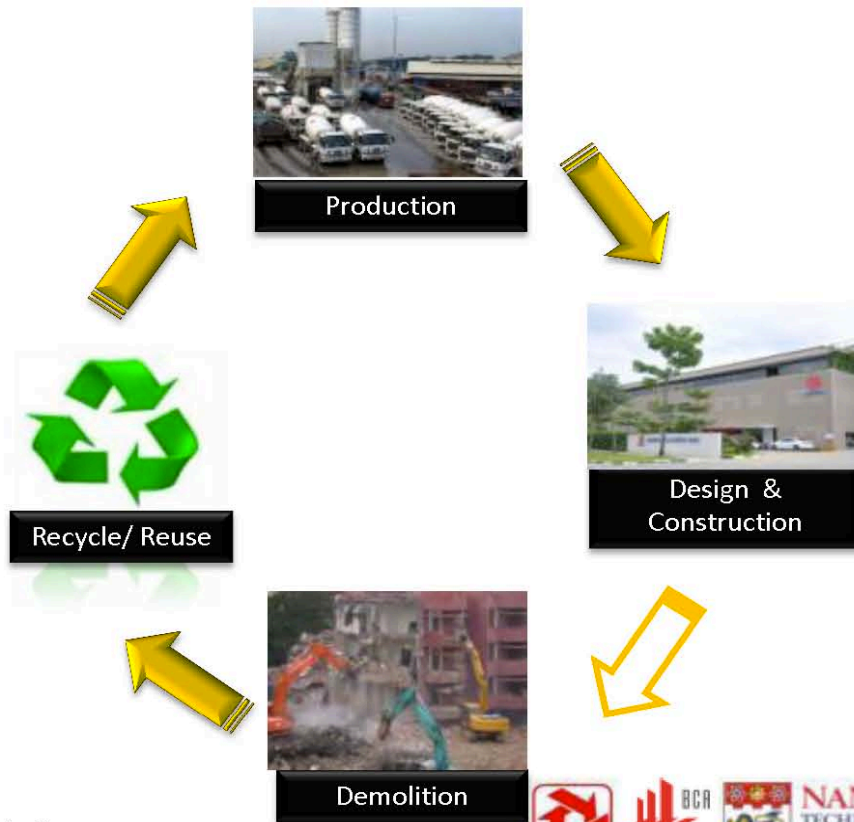 Production
Design &
Construction
Recycle/ Reuse
Demolition
BCA